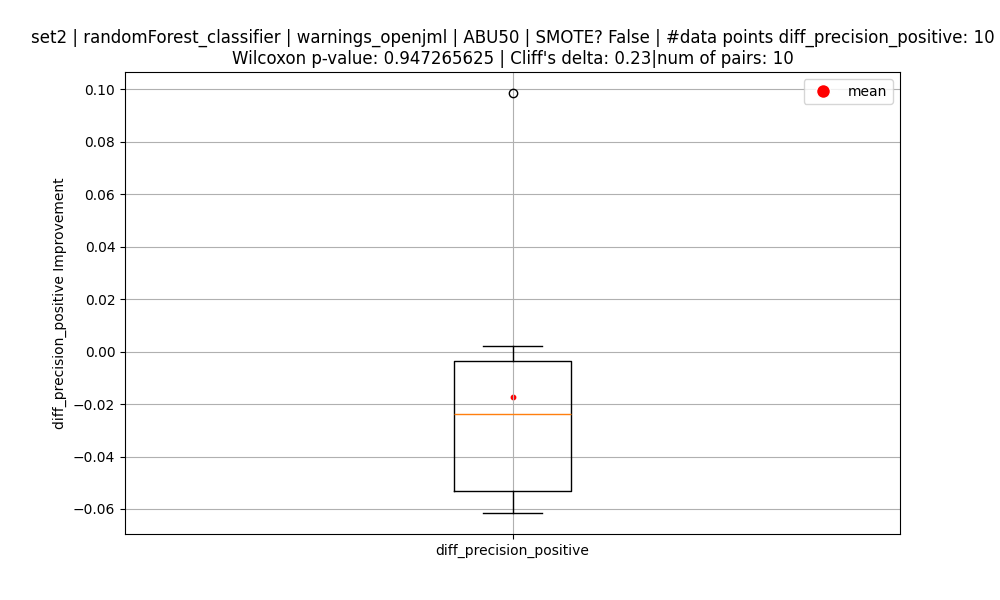 set2 | randomForest_classifier | warnings_openjml | ABU50 | SMOTE? False | #data points diff_precision_positive: 10
Wilcoxon p-value: 0.947265625 | Cliff's delta: 0.23|num of pairs: 10
mean
0.10
0.08
0.06
0.04
0.02
0.00
−0.02
−0.04
−0.06
diff_precision_positive Improvement
diff_precision_positive